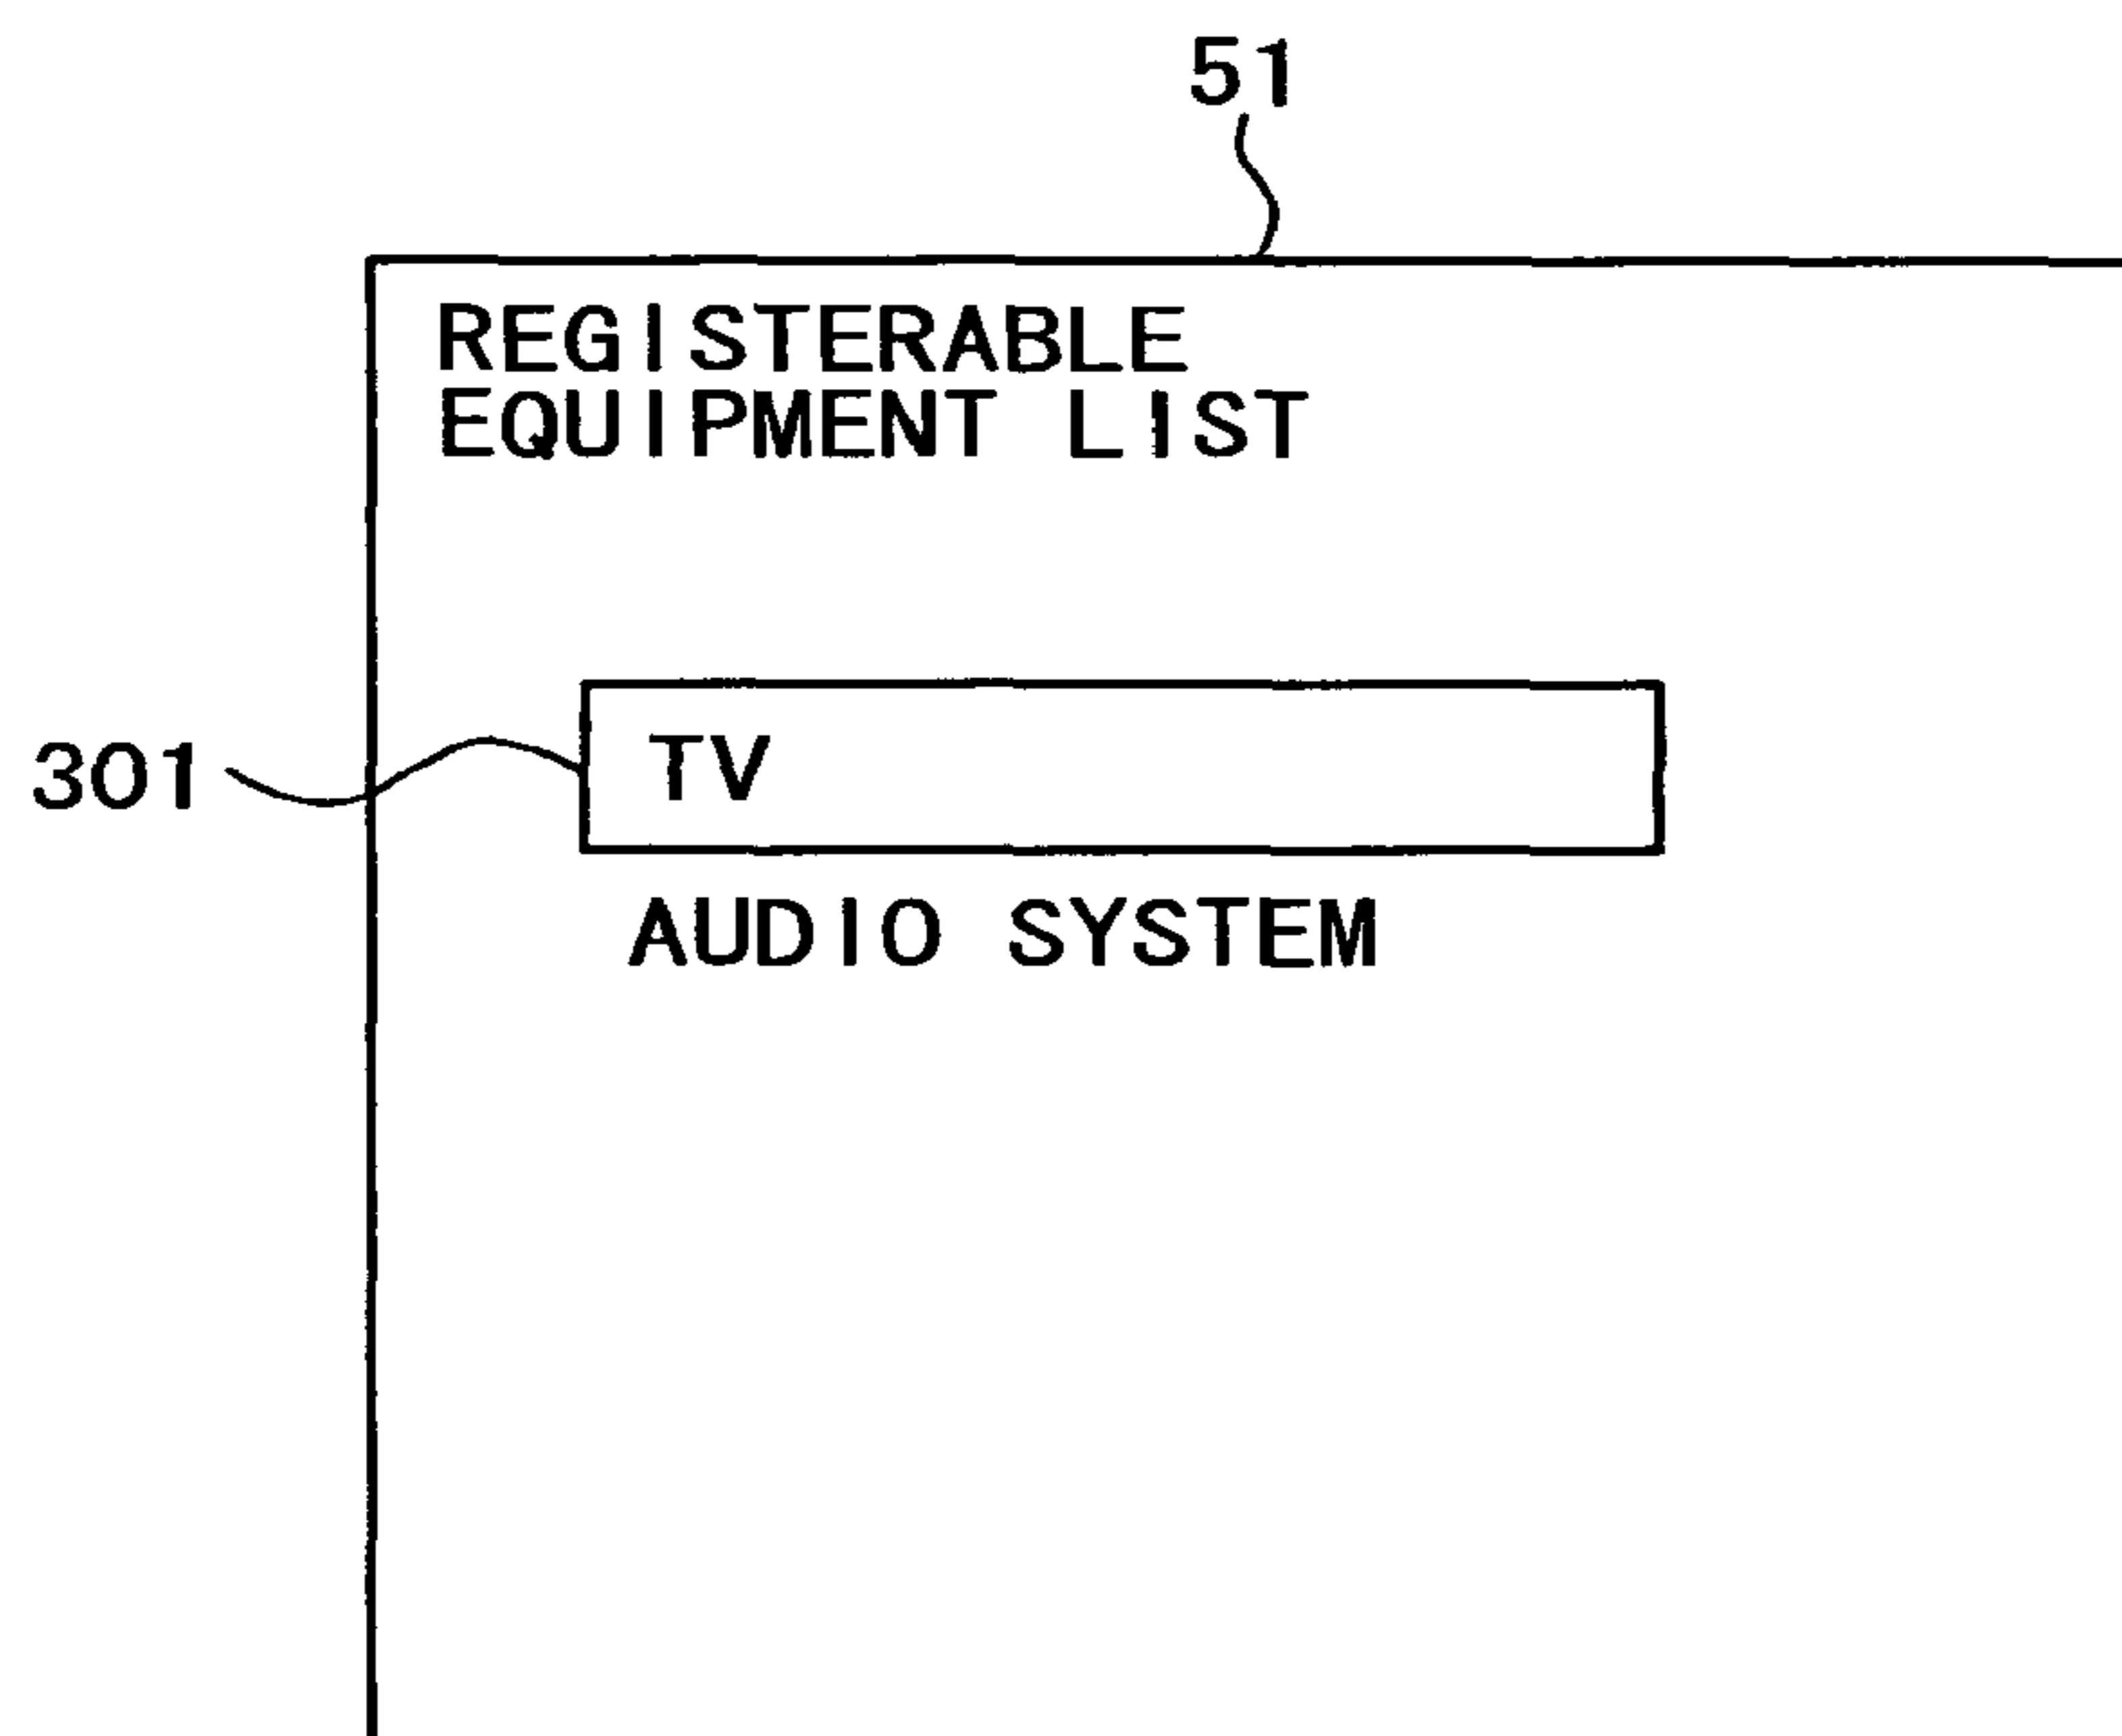 51
REGISTERABLE
EQUIPMENT LIST
301
TV
AUDIO SYSTEM